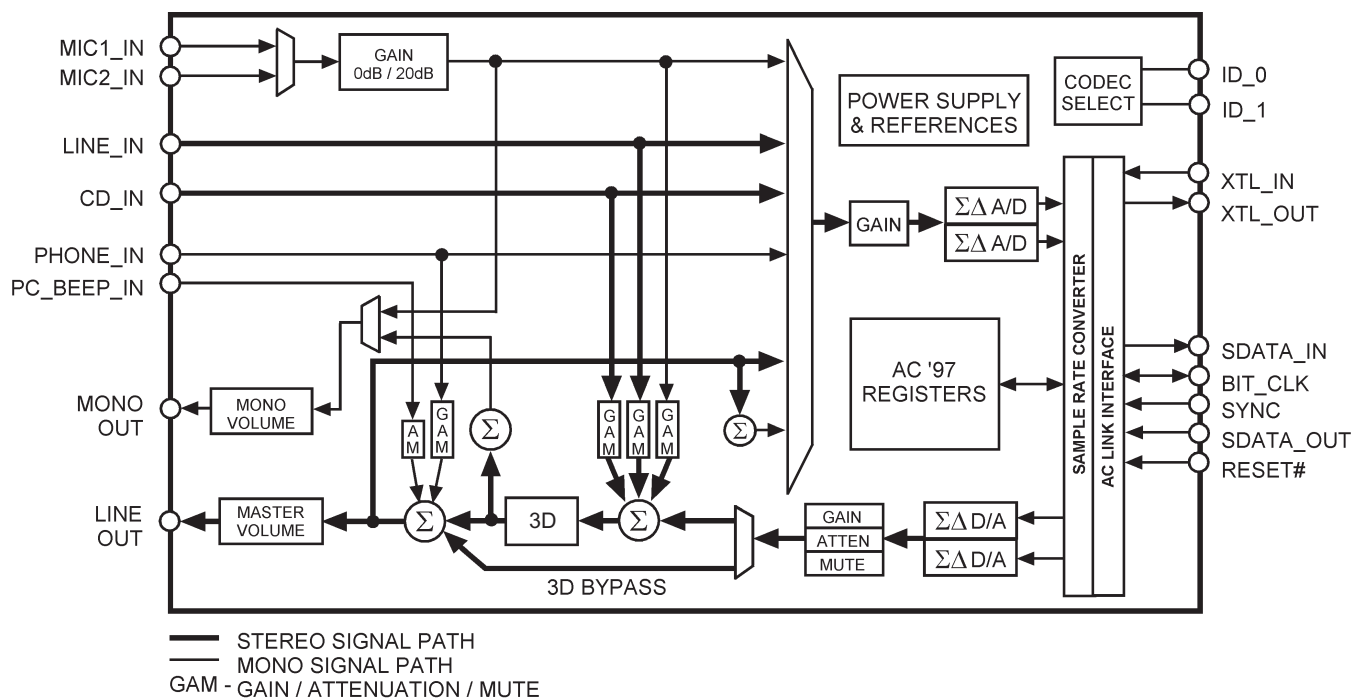 MIC1_IN
MIC2_IN
LINE_IN
CD_IN
PHONE_IN
PC_BEEP_IN
MONO
OUT
LINE
OUT
GAIN
0dB / 20dB
POWER SUPPLY
& REFERENCES
CODEC
SELECT
ID_0
ID_1
XTL_IN
XTL_OUT
GAIN
ΣΔ A/D
ΣΔ A/D
SAMPLE RATE CONVERTER
AC LINK INTERFACE
AC '97
REGISTERS
SDATA_IN
BIT_CLK
SYNC
SDATA_OUT
RESET#
MONO
VOLUME
AM
GAM
Σ
GAM
GAM
GAM
Σ
MASTER
VOLUME
Σ
3D
Σ
GAIN
ATTEN
MUTE
ΣΔ D/A
ΣΔ D/A
3D BYPASS
STEREO SIGNAL PATH
MONO SIGNAL PATH
GAM - GAIN / ATTENUATION / MUTE